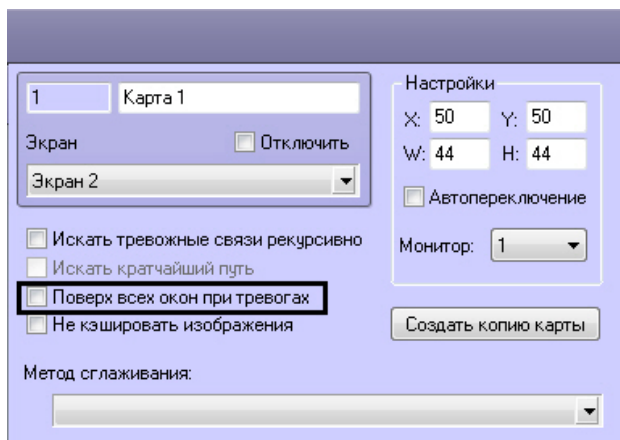 1 Карта 1
Экран Отключить
Экран 2
Искать тревожные связи рекурсивно
Искать кратчайший путь
Поверх всех окон при тревогах
Не кэшировать изображения
Настройки
X: 50 Y: 50
W: 44 H: 44
Автопереключение
Монитор: 1
Создать копию карты
Метод сглаживания: